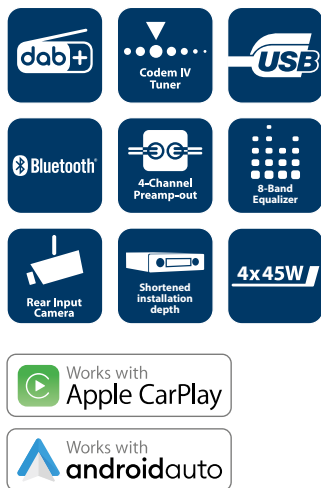 dab+
Codem IV
Tuner
USB
Bluetooth®
4-Channel
Preamp-out
8-Band
Equalizer
Rear Input
Camera
Shortened
installation
depth
4x45W
Works with
Apple CarPlay
Works with
androidauto